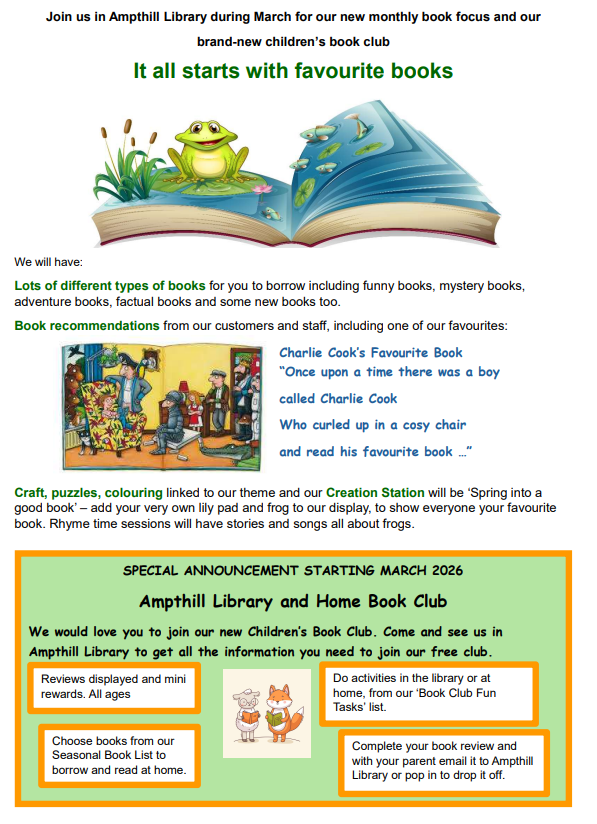 Join us in Ampthill Library during March for our new monthly book focus and our
brand-new children's book club
It all starts with favourite books
We will have:
Lots of different types of books for you to borrow including funny books, mystery books,
adventure books, factual books and some new books too.
Book recommendations from our customers and staff, including one of our favourites:
Charlie Cook's Favourite Book
“Once upon a time there was a boy
called Charlie Cook
Who curled up in a cosy chair
and read his favourite book …”
Craft, puzzles, colouring linked to our theme and our Creation Station will be ‘Spring into a
good book’ – add your very own lily pad and frog to our display, to show everyone your favourite
book. Rhyme time sessions will have stories and songs all about frogs.
SPECIAL ANNOUNCEMENT STARTING MARCH 2026
Ampthill Library and Home Book Club
We would love you to join our new Children's Book Club. Come and see us in
Ampthill Library to get all the information you need to join our free club.
Reviews displayed and mini
rewards. All ages
Do activities in the library or at
home, from our ‘Book Club Fun
Tasks’ list.
Choose books from our
Seasonal Book List to
borrow and read at home.
Complete your book review and
with your parent email it to Ampthill
Library or pop in to drop it off.